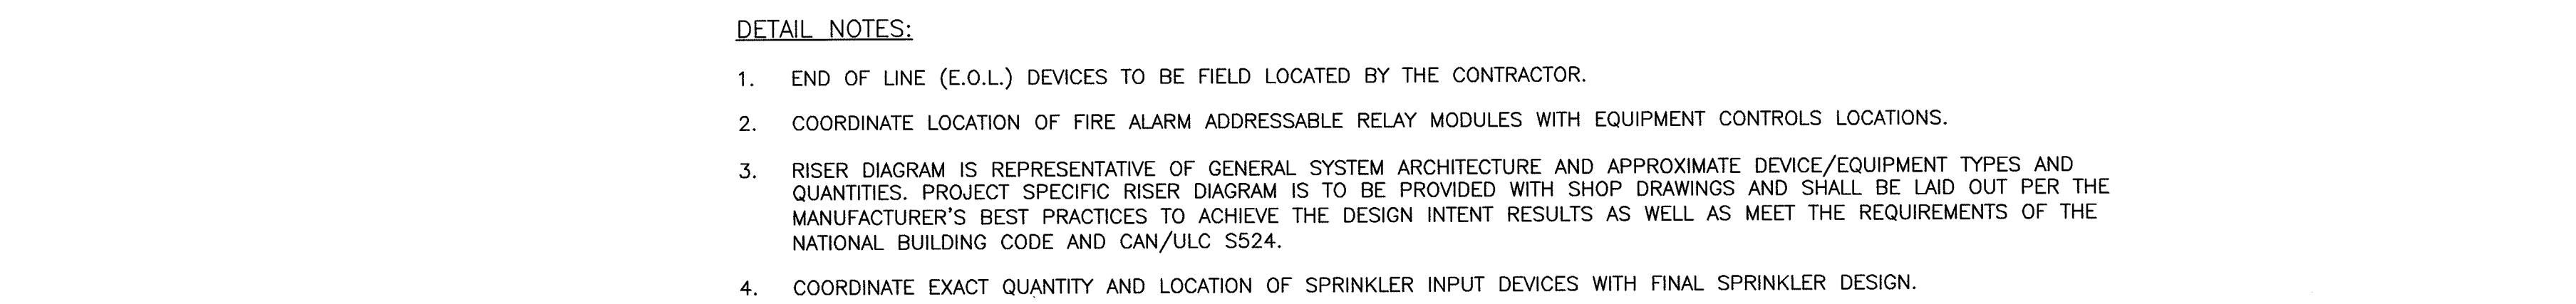 DETAIL NOTES:
1. END OF LINE (E.O.L.) DEVICES TO BE FIELD LOCATED BY THE CONTRACTOR.
2. COORDINATE LOCATION OF FIRE ALARM ADDRESSABLE RELAY MODULES WITH EQUIPMENT CONTROLS LOCATIONS.
3. RISER DIAGRAM IS REPRESENTATIVE OF GENERAL SYSTEM ARCHITECTURE AND APPROXIMATE DEVICE/EQUIPMENT TYPES AND
QUANTITIES. PROJECT SPECIFIC RISER DIAGRAM IS TO BE PROVIDED WITH SHOP DRAWINGS AND SHALL BE LAID OUT PER THE
MANUFACTURER'S BEST PRACTICES TO ACHIEVE THE DESIGN INTENT RESULTS AS WELL AS MEET THE REQUIREMENTS OF THE
NATIONAL BUILDING CODE AND CAN/ULC S524.
4. COORDINATE EXACT QUANTITY AND LOCATION OF SPRINKLER INPUT DEVICES WITH FINAL SPRINKLER DESIGN.